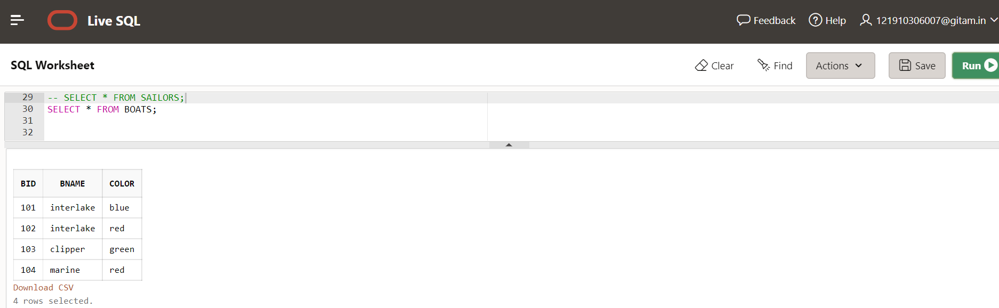 Live SQL Feedback Help 121910306007@gitam.in
SQL Worksheet Clear Find Actions Save Run
29 -- SELECT * FROM SAILORS;
30 SELECT * FROM BOATS;
31
32
BID BNAME COLOR
101 interlake blue
102 interlake red
103 clipper green
104 marine red
Download CSV
4 rows selected.